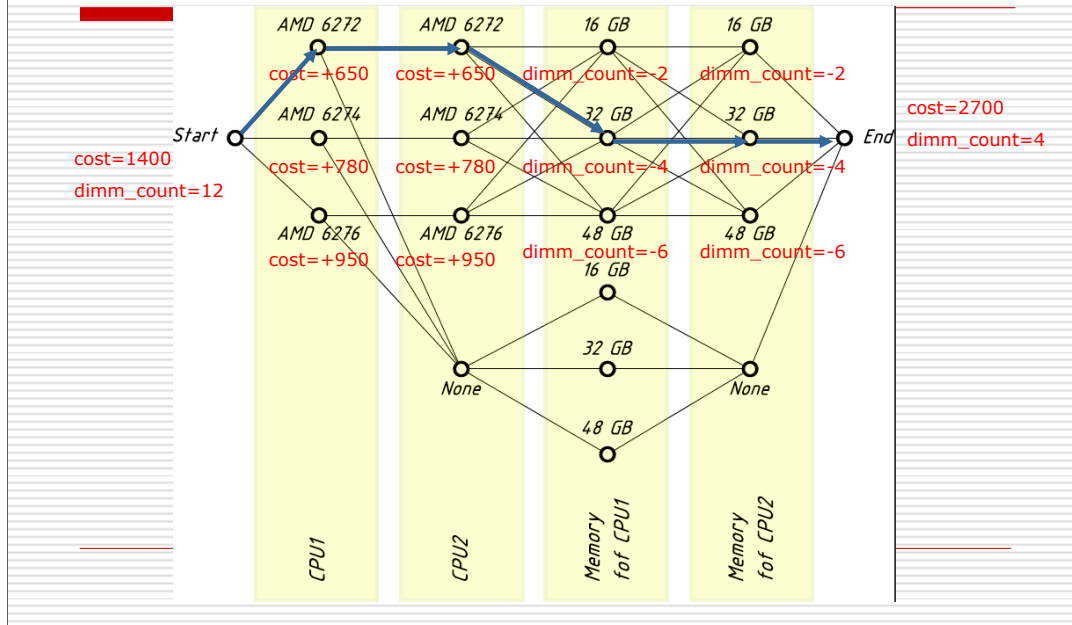 AMD 6272
AMD 6272
16 GB
16 GB
cost=+650
cost=+650
dimm_count=-2
dimm_count=-2
cost=2700
dimm_count=4
Start
AMD 6274
AMD 6274
32 GB
32 GB
End
cost=1400
dimm_count=12
cost=+780
cost=+780
dimm_count=-4
dimm_count=-4
AMD 6276
AMD 6276
48 GB
48 GB
cost=+950
cost=+950
dimm_count=-6
dimm_count=-6
16 GB
32 GB
None
None
48 GB
CPU1
CPU2
Memory
fof CPU1
Memory
fof CPU2